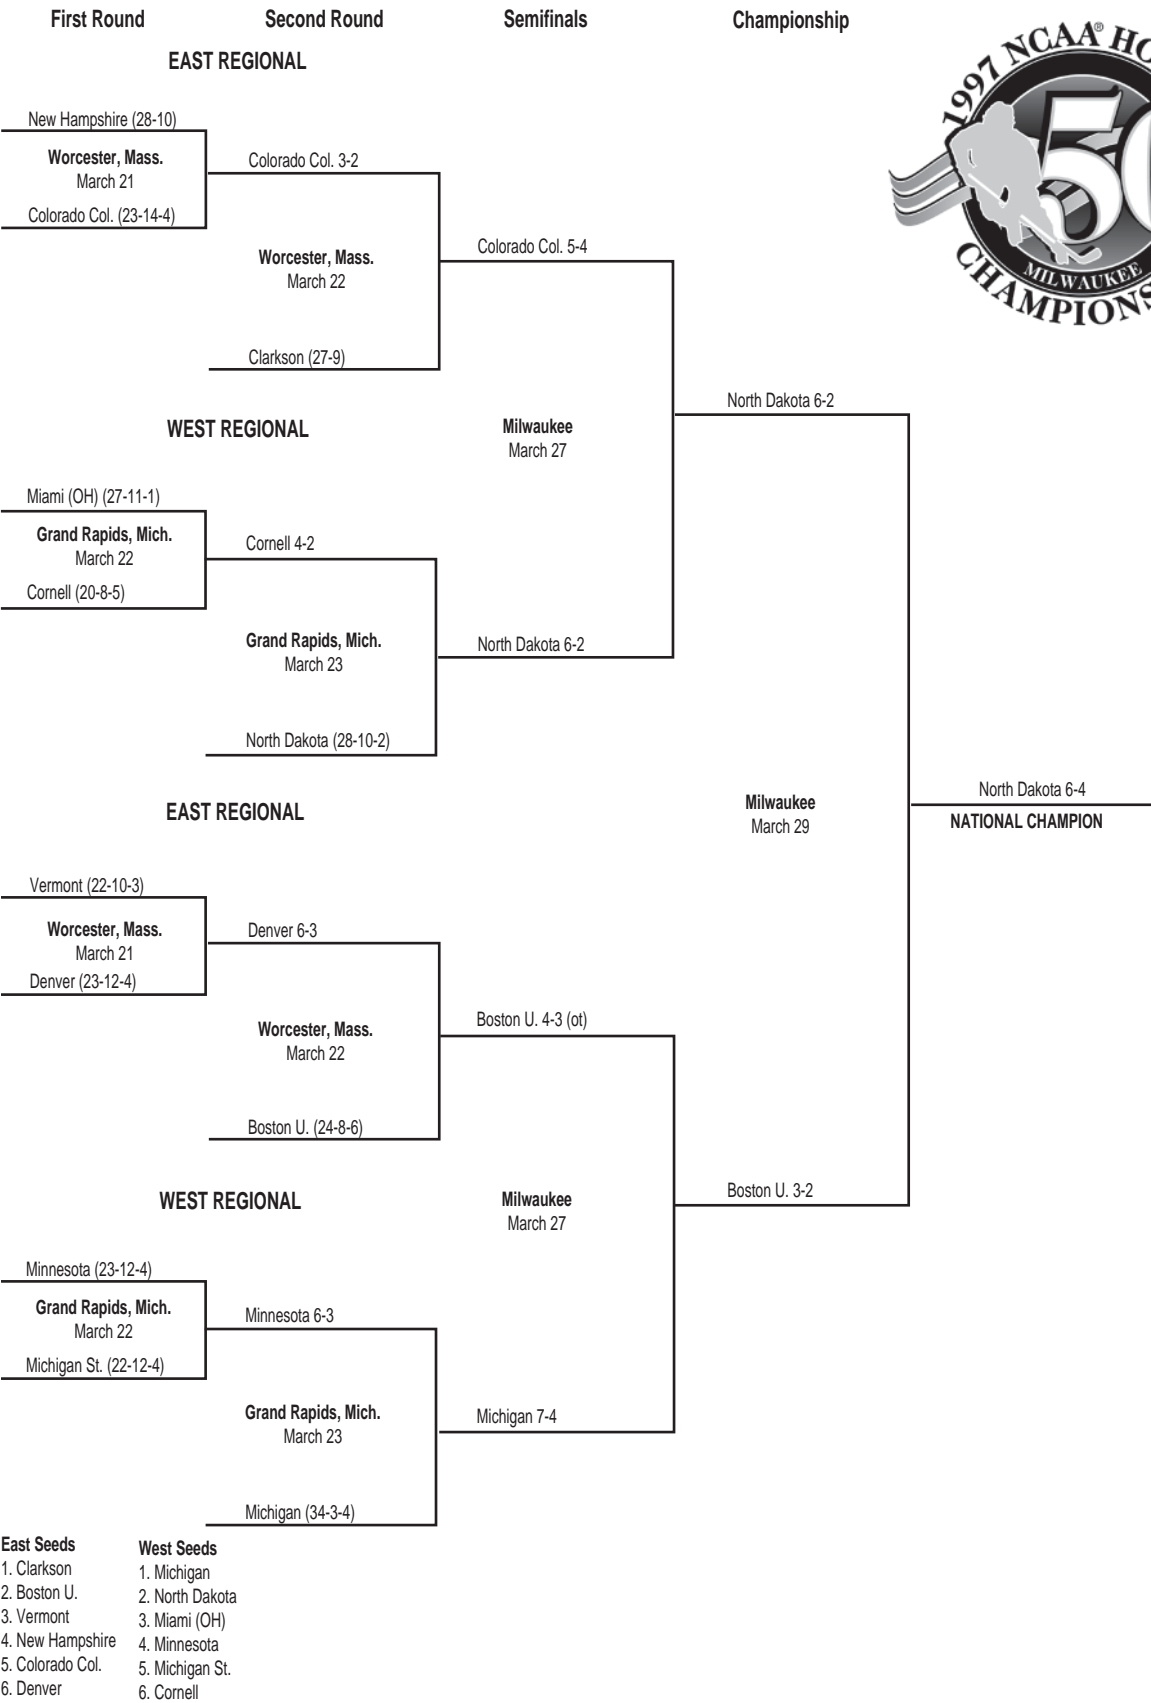 First Round Second Round Semifinals Championship
1997 NCAA® 
50
MILWAUKEE
EAST REGIONAL
New Hampshire (28-10)
Worcester, Mass.
March 21
Colorado Col. (23-14-4)
Colorado Col. 3-2
Worcester, Mass.
March 22
Clarkson (27-9)
Colorado Col. 5-4
WEST REGIONAL
Milwaukee
March 27
North Dakota 6-2
Miami (OH) (27-11-1)
Grand Rapids, Mich.
March 22
Cornell (20-8-5)
Cornell 4-2
Grand Rapids, Mich.
March 23
North Dakota (28-10-2)
North Dakota 6-2
EAST REGIONAL
Milwaukee
March 29
North Dakota 6-4
NATIONAL CHAMPION
Vermont (22-10-3)
Worcester, Mass.
March 21
Denver (23-12-4)
Denver 6-3
Worcester, Mass.
March 22
Boston U. (24-8-6)
Boston U. 4-3 (ot)
WEST REGIONAL
Milwaukee
March 27
Boston U. 3-2
Minnesota (23-12-4)
Grand Rapids, Mich.
March 22
Michigan St. (22-12-4)
Minnesota 6-3
Grand Rapids, Mich.
March 23
Michigan (34-3-4)
Michigan 7-4
East Seeds
1. Clarkson
2. Boston U.
3. Vermont
4. New Hampshire
5. Colorado Col.
6. Denver
West Seeds
1. Michigan
2. North Dakota
3. Miami (OH)
4. Minnesota
5. Michigan St.
6. Cornell